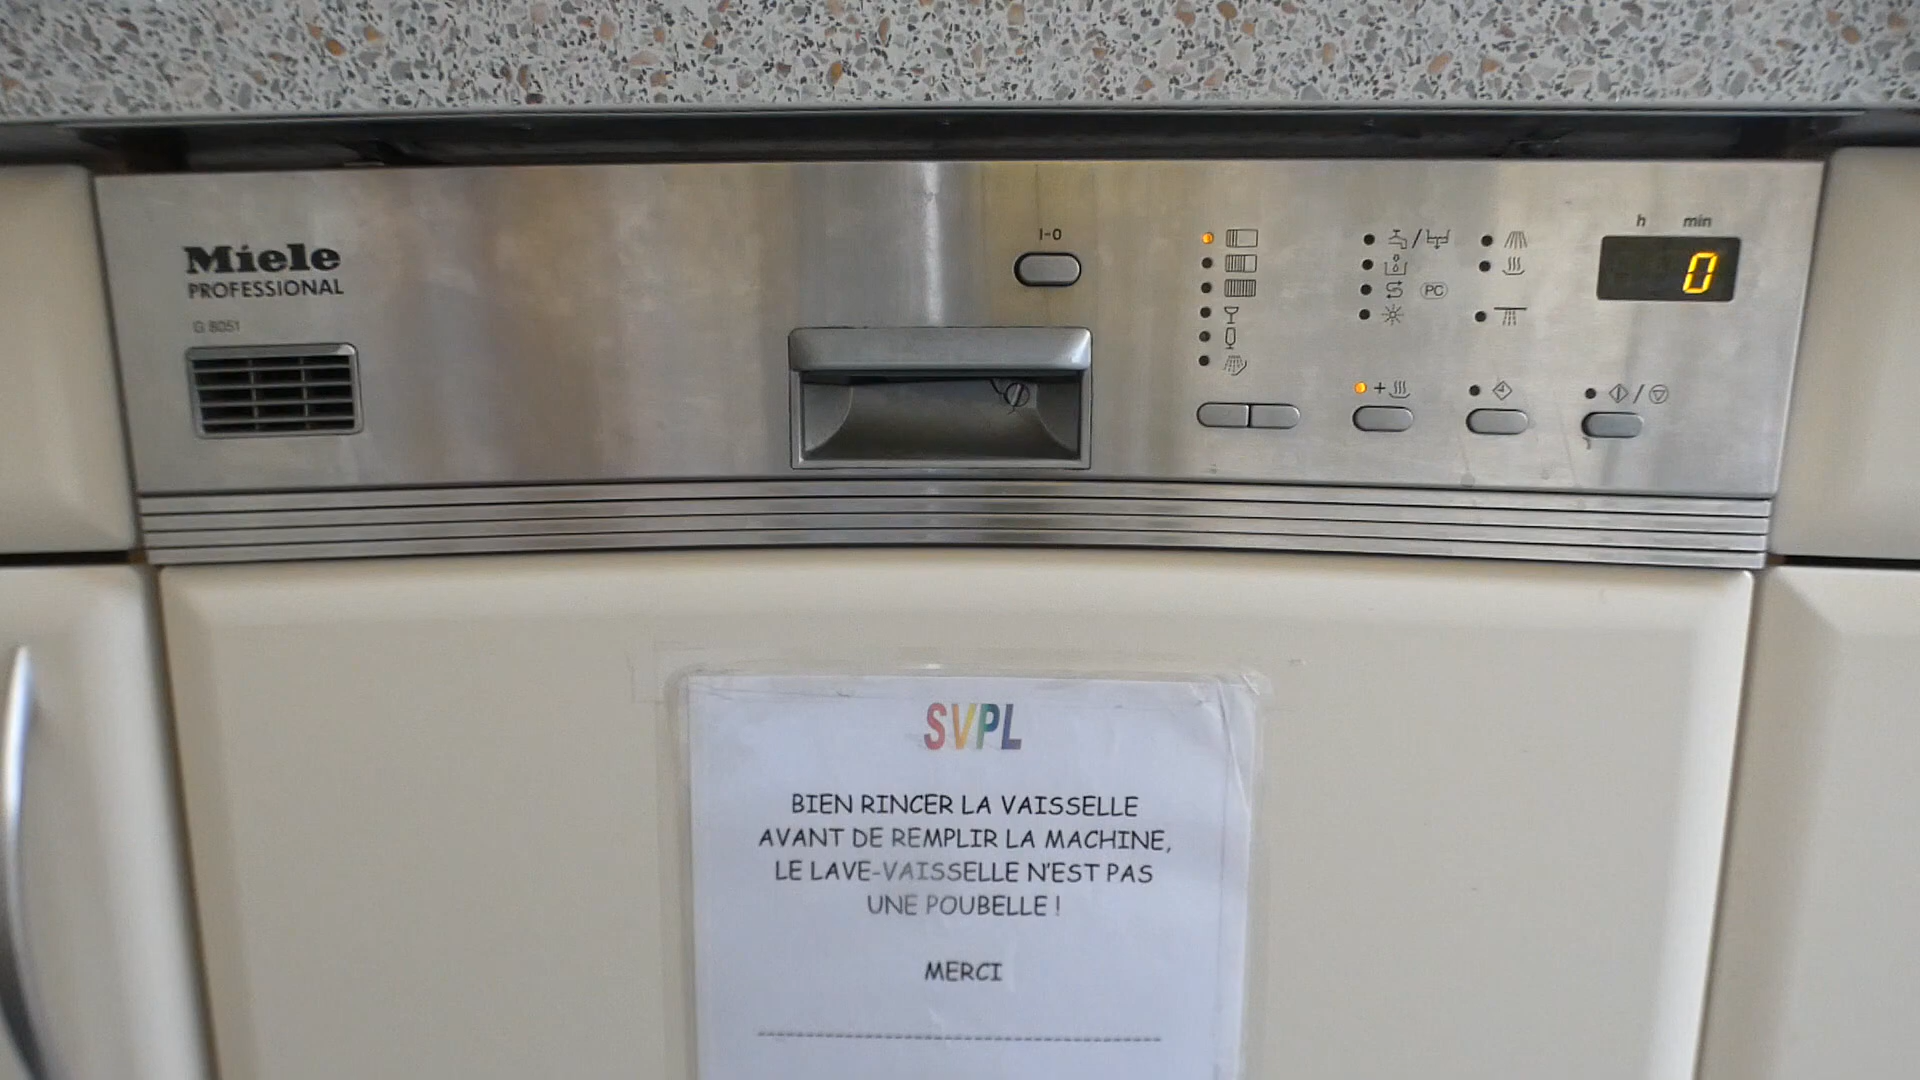 Miele
PROFESSIONAL
G 8051
I-0
h min
PC
0
SVPL
BIEN RINCER LA VAISSELLE
AVANT DE REMPLIR LA MACHINE,
LE LAVE-VAISSELLE N'EST PAS
UNE POUBELLE !
MERCI